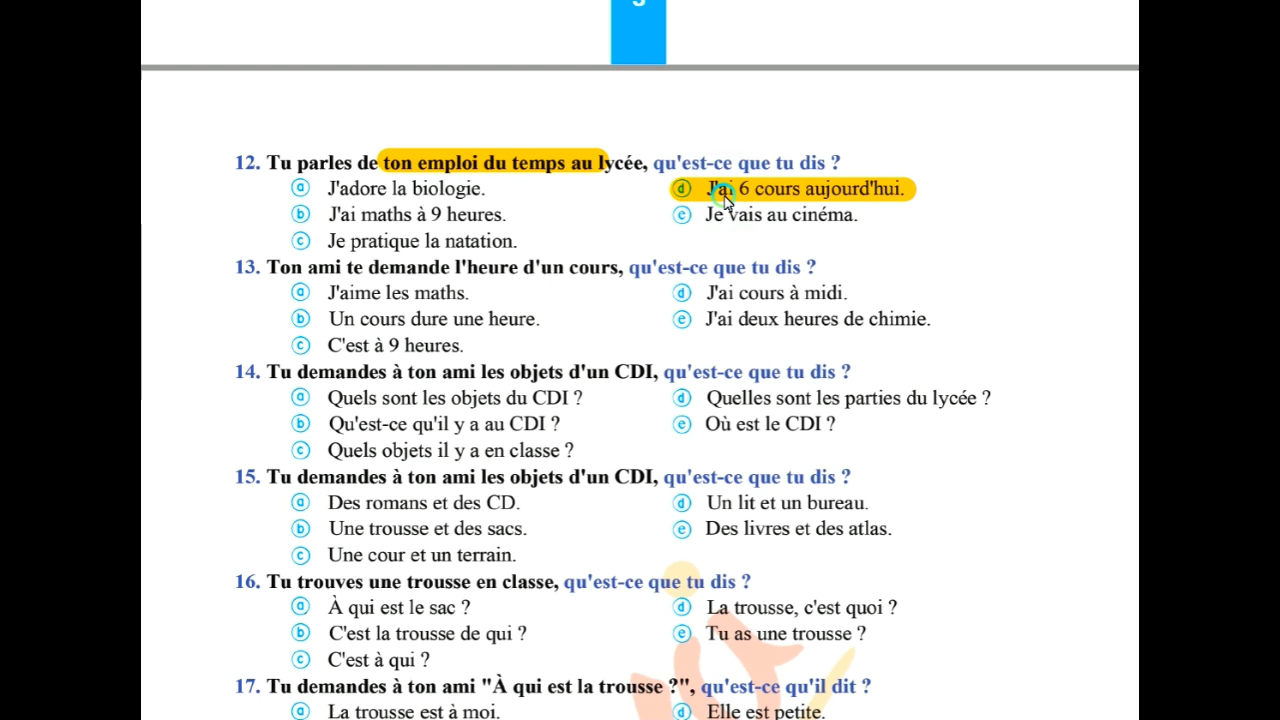 12. Tu parles de ton emploi du temps au lycée, qu'est-ce que tu dis ?
a J'adore la biologie. d J'ai 6 cours aujourd'hui.
b J'ai maths à 9 heures. e Je vais au cinéma.
c Je pratique la natation.
13. Ton ami te demande l'heure d'un cours, qu'est-ce que tu dis ?
a J'aime les maths. d J'ai cours à midi.
b Un cours dure une heure. e J'ai deux heures de chimie.
c C'est à 9 heures.
14. Tu demandes à ton ami les objets d'un CDI, qu'est-ce que tu dis ?
a Quels sont les objets du CDI ? d Quelles sont les parties du lycée ?
b Qu'est-ce qu'il y a au CDI ? e Où est le CDI ?
c Quels objets il y a en classe ?
15. Tu demandes à ton ami les objets d'un CDI, qu'est-ce que tu dis ?
a Des romans et des CD. d Un lit et un bureau.
b Une trousse et des sacs. e Des livres et des atlas.
c Une cour et un terrain.
16. Tu trouves une trousse en classe, qu'est-ce que tu dis ?
a À qui est le sac ? d La trousse, c'est quoi ?
b C'est la trousse de qui ? e Tu as une trousse ?
c C'est à qui ?
17. Tu demandes à ton ami "À qui est la trousse ?", qu'est-ce qu'il dit ?
a La trousse est à moi. d Elle est petite.